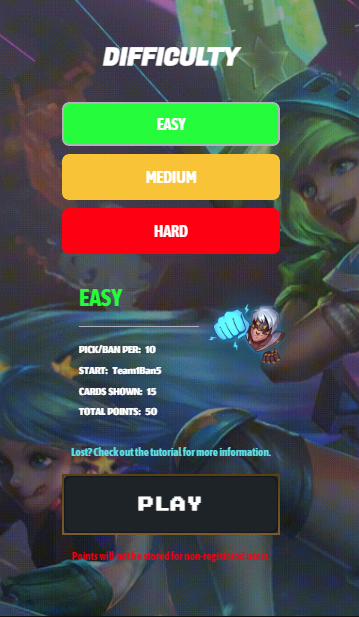 DIFFICULTY
EASY
MEDIUM
HARD
EASY
PICK/BAN PER: 10
START: Team1Ban5
CARDS SHOWN: 15
TOTAL POINTS: 50
Lost? Check out the tutorial for more information.
PLAY
Points will not be stored for non-registered users.